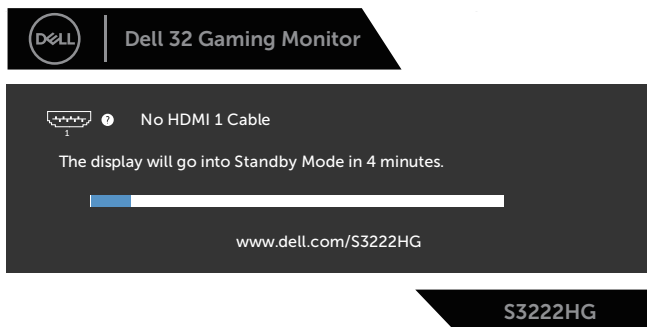 DELL
Dell 32 Gaming Monitor
1
? No HDMI 1 Cable
The display will go into Standby Mode in 4 minutes.
www.dell.com/S3222HG
S3222HG